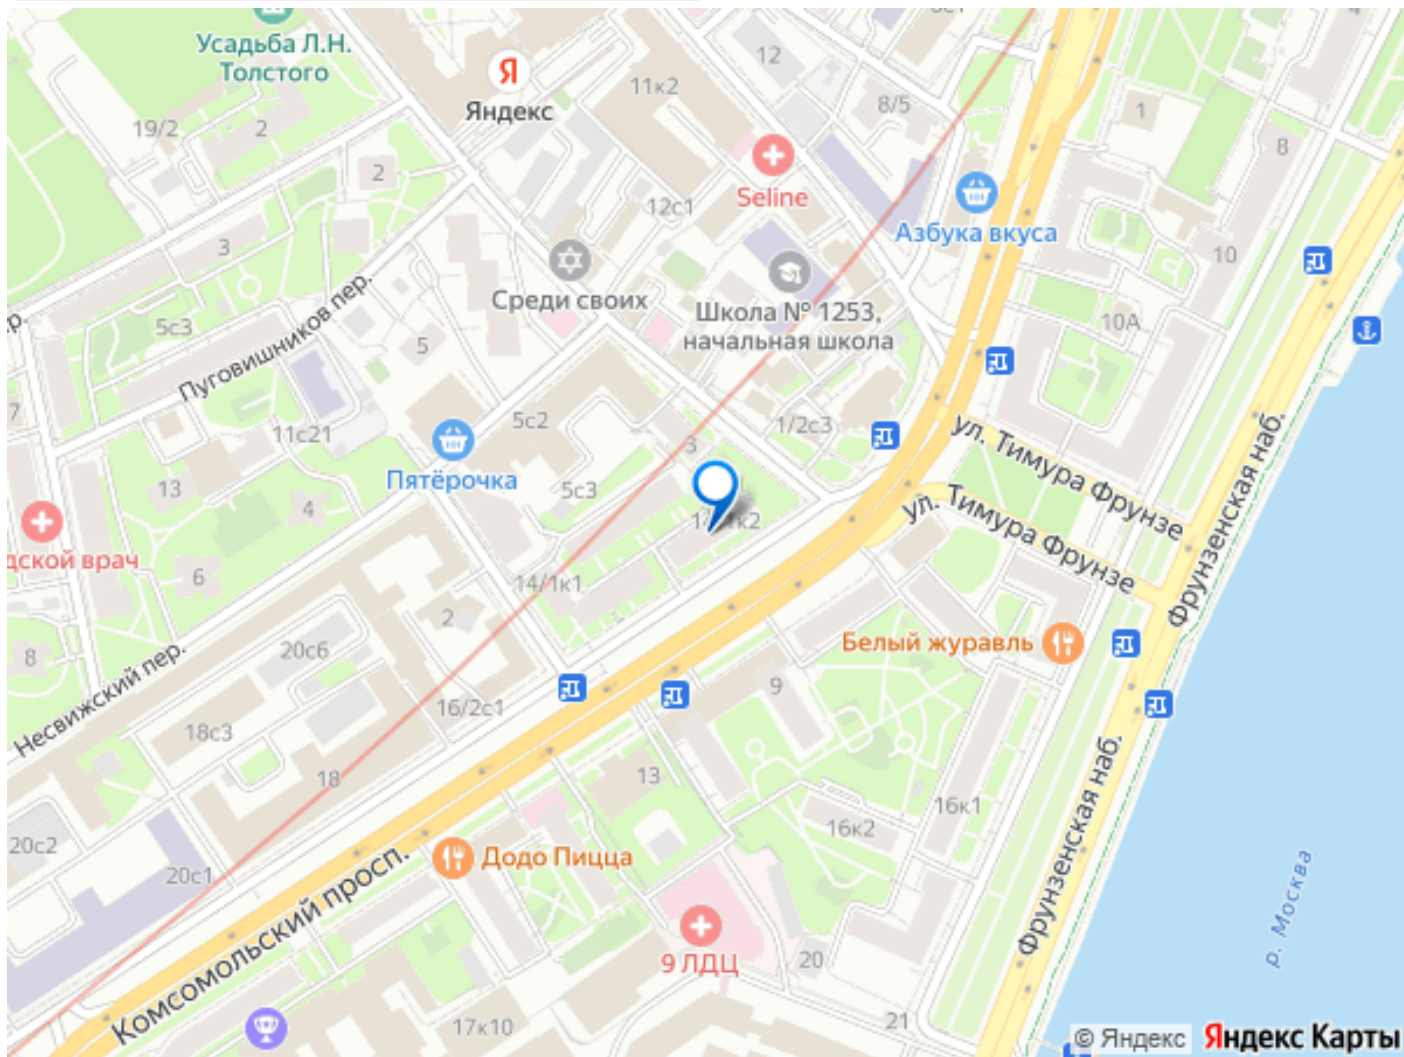 Усадьба Л.Н.
Толстого
Яндекс
Я
12
11к2
8/5
1
4
8
19/2
2
2
Seline
12с1
Азбука вкуса
3
10
Среди своих
Школа № 1253,
начальная школа
10А
5с3
Пуговишников пер.
5
7
11с21
5с2
1/2с3
3
ул. Тимура Фрунзе
Пятёрочка
13
4
5с3
ул. Тимура Фрунзе
Фрунзенская наб.
дской врач
6
14/1к1
2
8
20с6
Белый журавль
Несвижский пер.
16/2с1
9
18с3
18
13
16к1
16к2
20с2
20с1
Додо Пицца
Комсомольский просп.
Фрунзенская наб.
р. Москва
9 ЛДЦ
20
21
17к10
© Яндекс Яндекс Карты